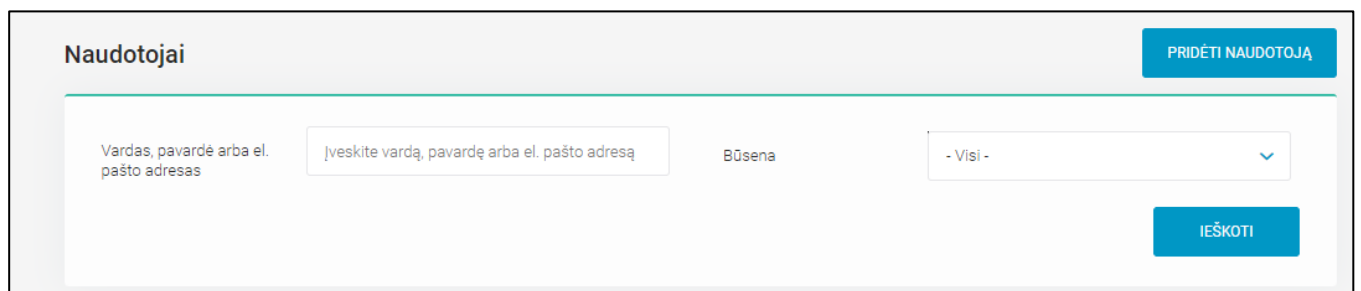 Naudotojai
PRIDĖTI NAUDOTOJĄ
Vardas, pavardė arba el.
pašto adresas
Įveskite vardą, pavardę arba el. pašto adresą
Būsena
- Visi -
IEŠKOTI